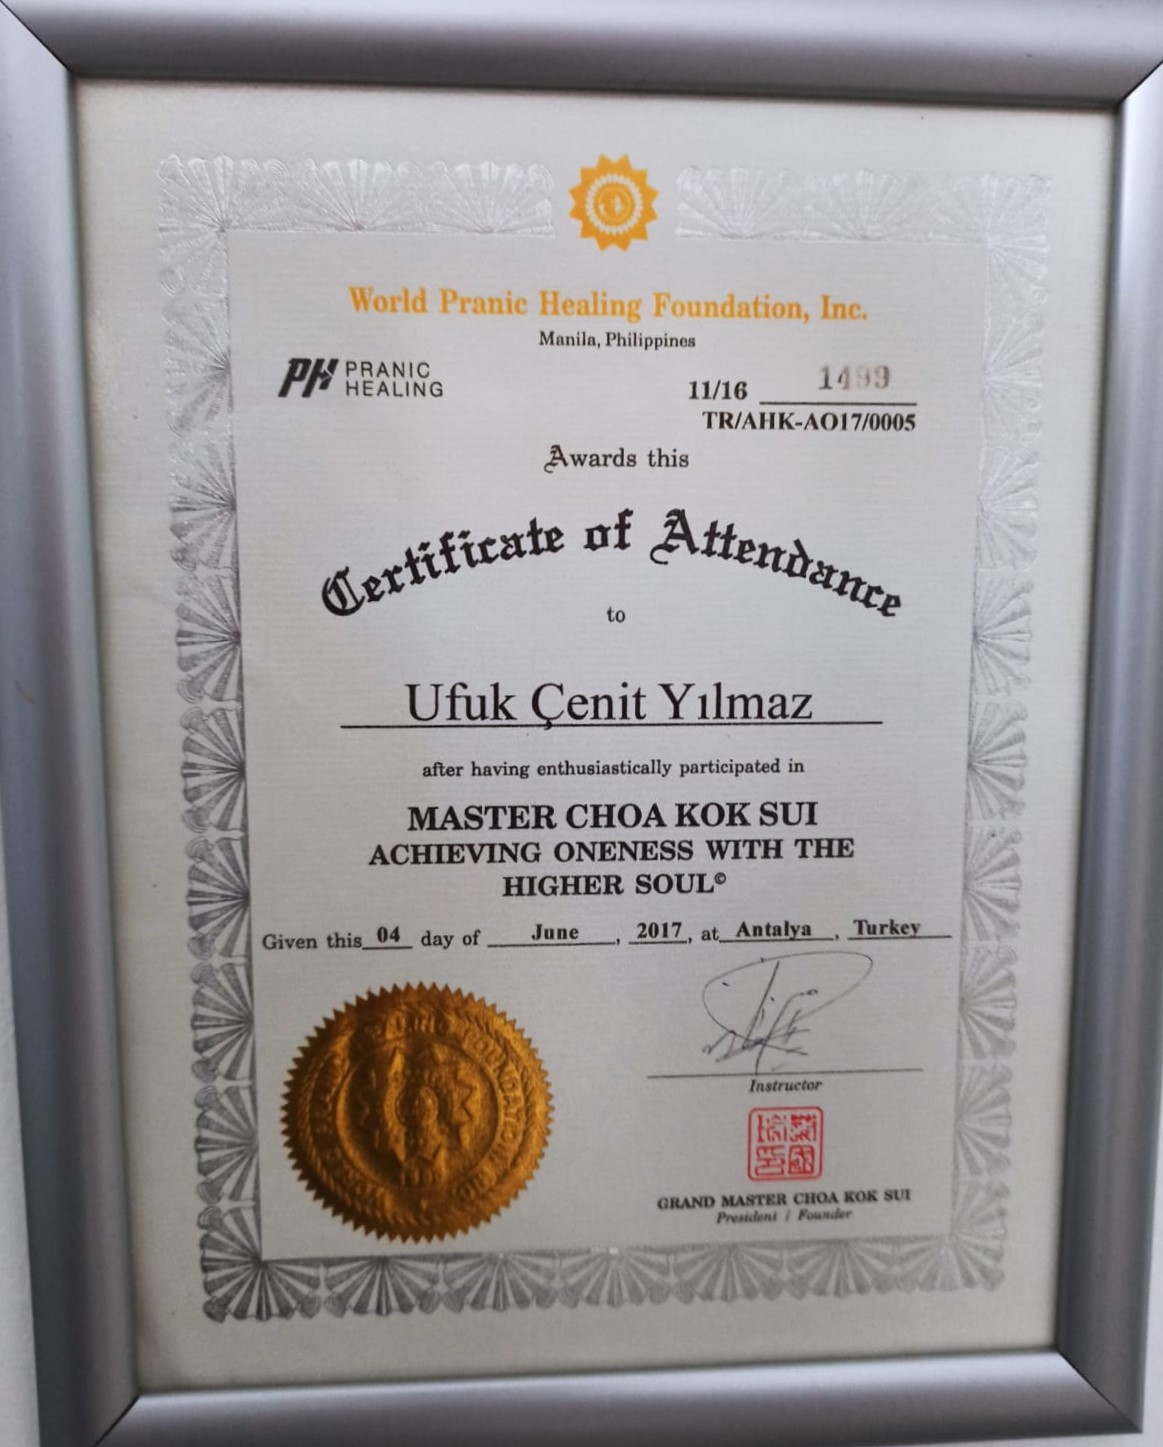 World Pranic Healing Foundation, Inc.
Manila, Philippines
PH PRANIC
HEALING
11/16 1499
TR/AHK-AO17/0005
Awards this
Certificate of Attendance
to
Ufuk Çenit Yılmaz
after having enthusiastically participated in
MASTER CHOA KOK SUI
ACHIEVING ONENESS WITH THE
HIGHER SOUL©
Given this 04 day of June, 2017, at Antalya, Turkey
Instructor
GRAND MASTER CHOA KOK SUI
President / Founder